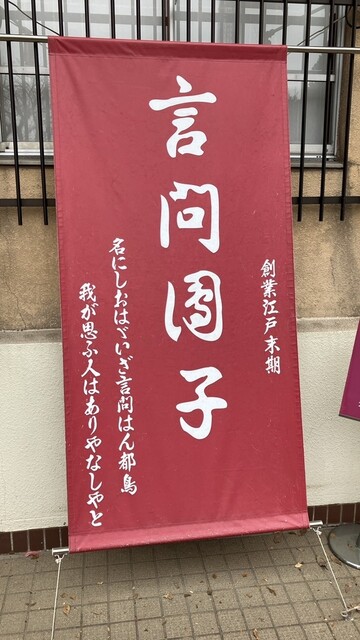 創業江戸末期
言問團子
名にしおはゞいざ言問はん都鳥
我が思ふ人はありやなしやと